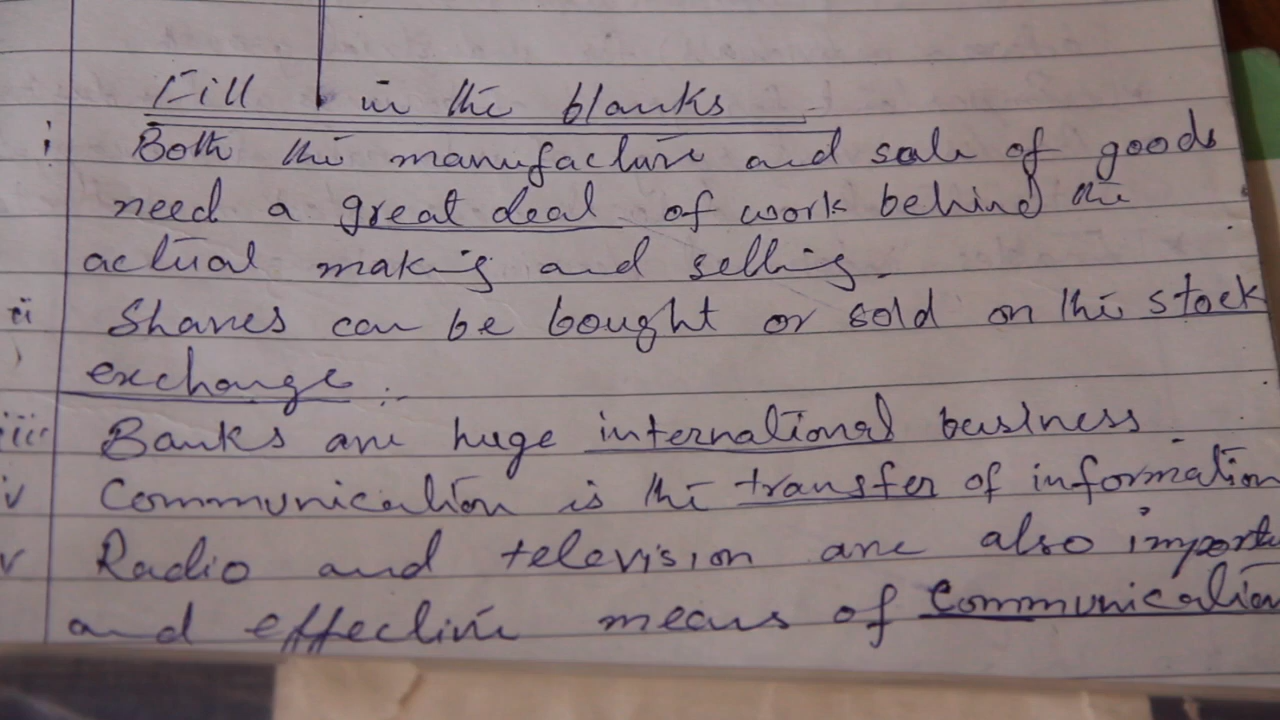 Fill in the blanks
i Both the manufacture and sale of goods
need a great deal of work behind the
actual making and selling.
ii Shares can be bought or sold on the stock
exchange.
iii Banks are huge international business
iv Communication is the transfer of information
v Radio and television are also importa
and effective means of communication